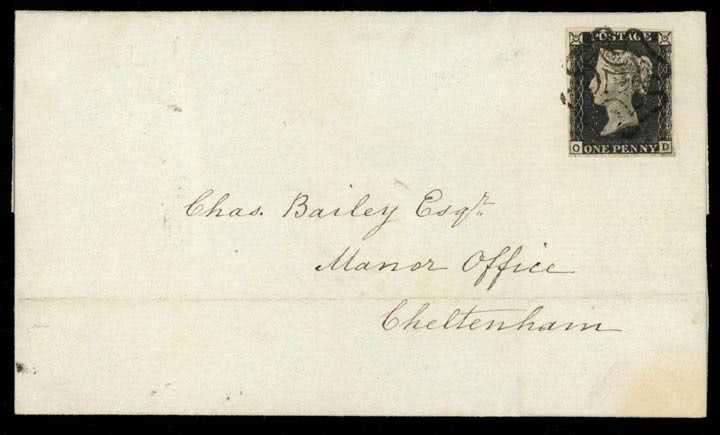 POSTAGE
O D
ONE PENNY
Chas. Bailey Esqr.
Manor Office
Cheltenham